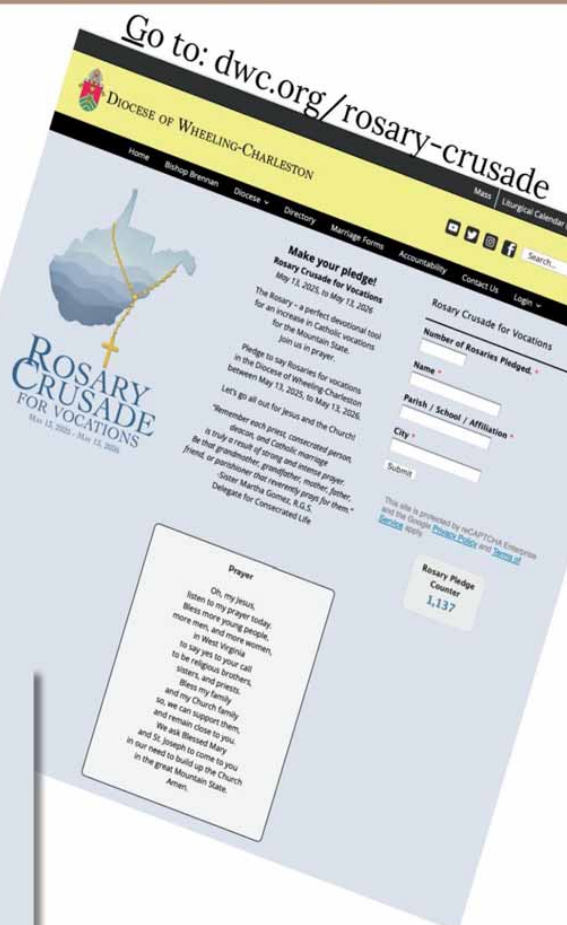 Go to: dwc.org/rosary-crusade
DIOCESE OF WHEELING-CHARLESTON
Mass
Liturgical Calendar
Search...
Home
Bishop Brennan
Diocese
Directory
Marriage Forms
Accountability
Contact Us
Login
ROSARY
CRUSADE
FOR VOCATIONS
May 13, 2025 - May 13, 2026
Make your pledge!
Rosary Crusade for Vocations
May 13, 2025, to May 13, 2026
The Rosary – a perfect devotional tool
for an increase in Catholic vocations
for the Mountain State.
Join us in prayer.
Pledge to say Rosaries for vocations
in the Diocese of Wheeling-Charleston
between May 13, 2025, to May 13, 2026.
Let's go all out for Jesus and the Church!
"Remember each priest, consecrated person,
deacon, and Catholic marriage
is truly a result of strong and intense prayer.
Be that grandmother, grandfather, mother, father,
friend, or parishioner that reverently prays for them."
-Sister Martha Gomez, R.G.S.
Delegate for Consecrated Life
Rosary Crusade for Vocations
Number of Rosaries Pledged. *
Name *
Parish / School / Affiliation *
City *
Submit
This site is protected by reCAPTCHA Enterprise
and the Google Privacy Policy and Terms of
Service apply.
Rosary Pledge
Counter
1,137
Prayer
Oh, my Jesus,
listen to my prayer today.
Bless more young people,
more men, and more women,
in West Virginia
to say yes to your call
to be religious brothers,
sisters, and priests.
Bless my family
and my Church family
so, we can support them,
and remain close to you.
We ask Blessed Mary
and St. Joseph to come to you
in our need to build up the Church
in the great Mountain State.
Amen.